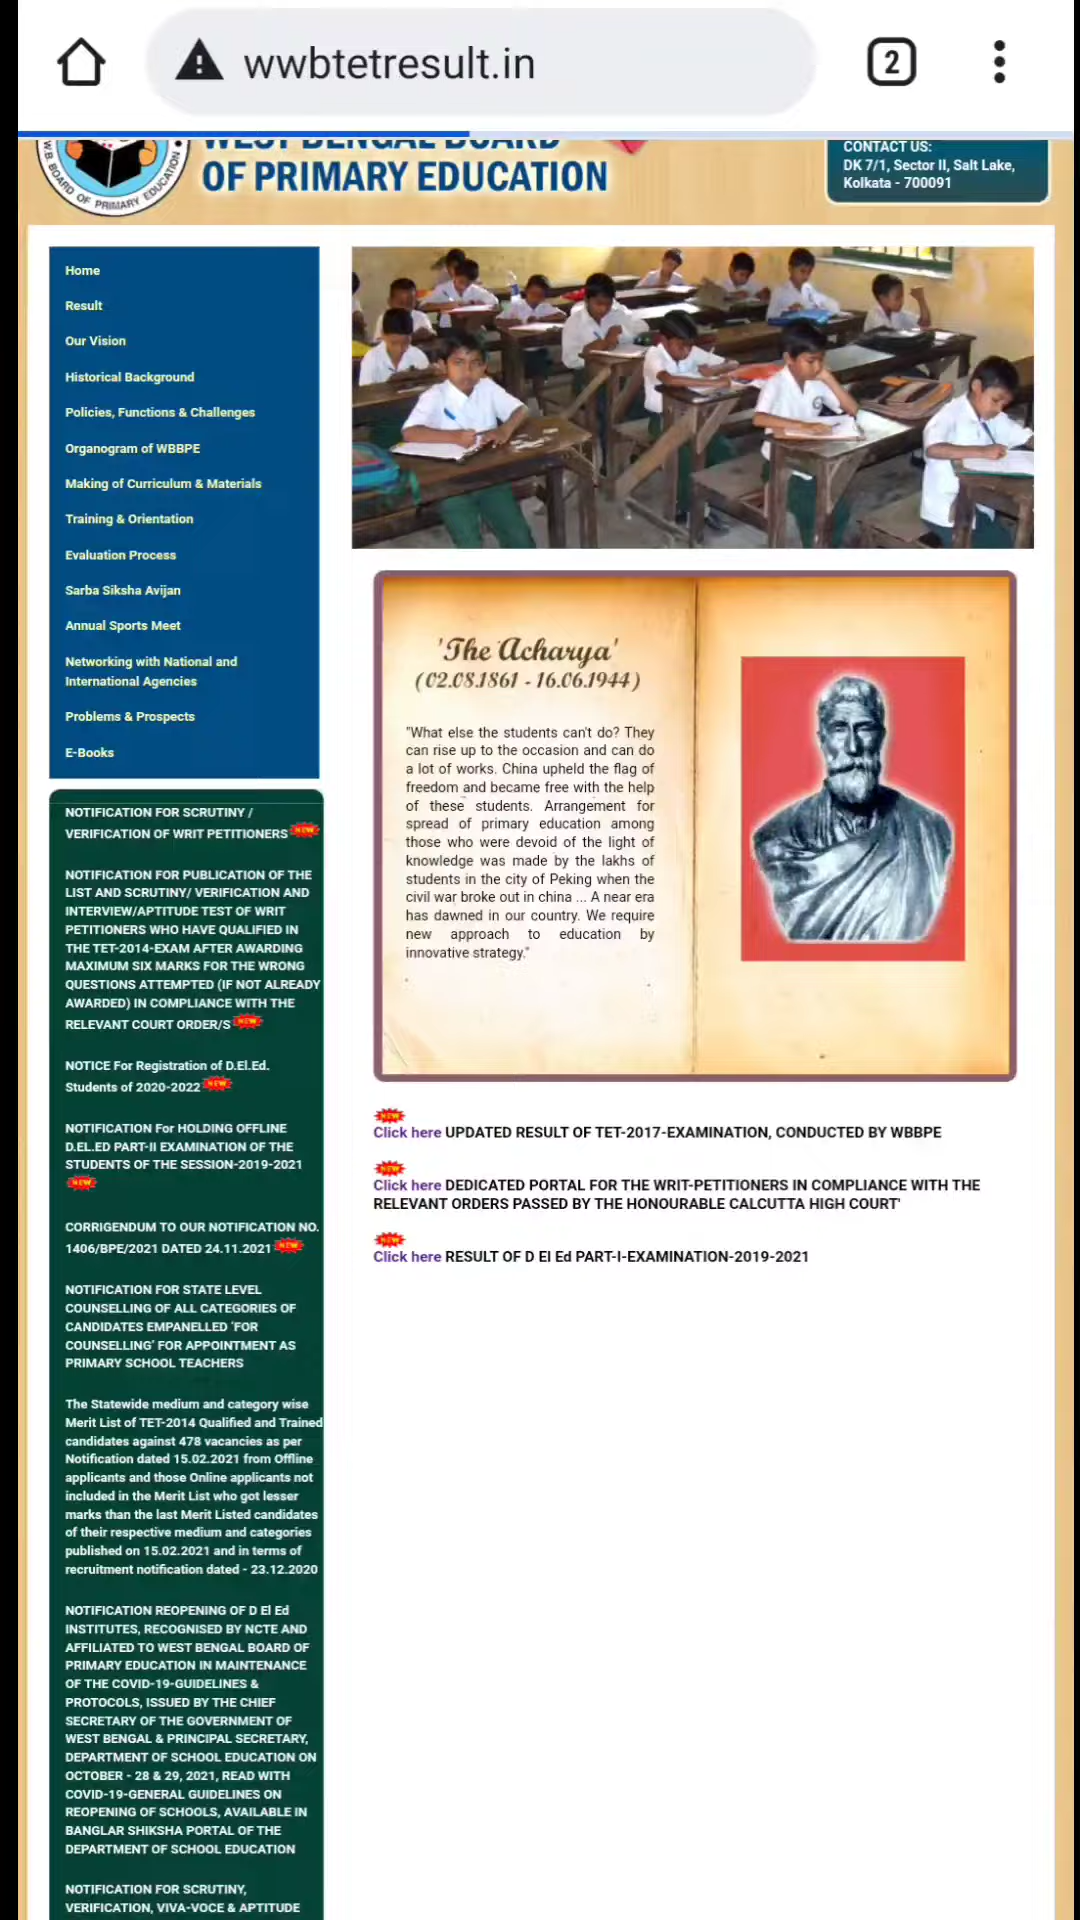 wwbtetresult.in
2
WEST BENGAL BOARD
OF PRIMARY EDUCATION
W.B. BOARD OF PRIMARY EDUCATION
CONTACT US:
DK 7/1, Sector II, Salt Lake,
Kolkata - 700091
Home
Result
Our Vision
Historical Background
Policies, Functions & Challenges
Organogram of WBBPE
Making of Curriculum & Materials
Training & Orientation
Evaluation Process
Sarba Siksha Avijan
Annual Sports Meet
Networking with National and
International Agencies
Problems & Prospects
E-Books
NOTIFICATION FOR SCRUTINY /
VERIFICATION OF WRIT PETITIONERS NEW
NOTIFICATION FOR PUBLICATION OF THE
LIST AND SCRUTINY/ VERIFICATION AND
INTERVIEW/APTITUDE TEST OF WRIT
PETITIONERS WHO HAVE QUALIFIED IN
THE TET-2014-EXAM AFTER AWARDING
MAXIMUM SIX MARKS FOR THE WRONG
QUESTIONS ATTEMPTED (IF NOT ALREADY
AWARDED) IN COMPLIANCE WITH THE
RELEVANT COURT ORDER/S NEW
NOTICE For Registration of D.El.Ed.
Students of 2020-2022 NEW
NOTIFICATION For HOLDING OFFLINE
D.EL.ED PART-II EXAMINATION OF THE
STUDENTS OF THE SESSION-2019-2021
NEW
CORRIGENDUM TO OUR NOTIFICATION NO.
1406/BPE/2021 DATED 24.11.2021 NEW
NOTIFICATION FOR STATE LEVEL
COUNSELLING OF ALL CATEGORIES OF
CANDIDATES EMPANELLED 'FOR
COUNSELLING' FOR APPOINTMENT AS
PRIMARY SCHOOL TEACHERS
The Statewide medium and category wise
Merit List of TET-2014 Qualified and Trained
candidates against 478 vacancies as per
Notification dated 15.02.2021 from Offline
applicants and those Online applicants not
included in the Merit List who got lesser
marks than the last Merit Listed candidates
of their respective medium and categories
published on 15.02.2021 and in terms of
recruitment notification dated - 23.12.2020
NOTIFICATION REOPENING OF D El Ed
INSTITUTES, RECOGNISED BY NCTE AND
AFFILIATED TO WEST BENGAL BOARD OF
PRIMARY EDUCATION IN MAINTENANCE
OF THE COVID-19-GUIDELINES &
PROTOCOLS, ISSUED BY THE CHIEF
SECRETARY OF THE GOVERNMENT OF
WEST BENGAL & PRINCIPAL SECRETARY,
DEPARTMENT OF SCHOOL EDUCATION ON
OCTOBER - 28 & 29, 2021, READ WITH
COVID-19-GENERAL GUIDELINES ON
REOPENING OF SCHOOLS, AVAILABLE IN
BANGLAR SHIKSHA PORTAL OF THE
DEPARTMENT OF SCHOOL EDUCATION
NOTIFICATION FOR SCRUTINY,
VERIFICATION, VIVA-VOCE & APTITUDE
'The Acharya'
(02.08.1861 - 16.06.1944)
"What else the students can't do? They
can rise up to the occasion and can do
a lot of works. China upheld the flag of
freedom and became free with the help
of these students. Arrangement for
spread of primary education among
those who were devoid of the light of
knowledge was made by the lakhs of
students in the city of Peking when the
civil war broke out in china ... A near era
has dawned in our country. We require
new approach to education by
innovative strategy."
NEW
Click here UPDATED RESULT OF TET-2017-EXAMINATION, CONDUCTED BY WBBPE
NEW
Click here DEDICATED PORTAL FOR THE WRIT-PETITIONERS IN COMPLIANCE WITH THE
RELEVANT ORDERS PASSED BY THE HONOURABLE CALCUTTA HIGH COURT'
NEW
Click here RESULT OF D El Ed PART-I-EXAMINATION-2019-2021